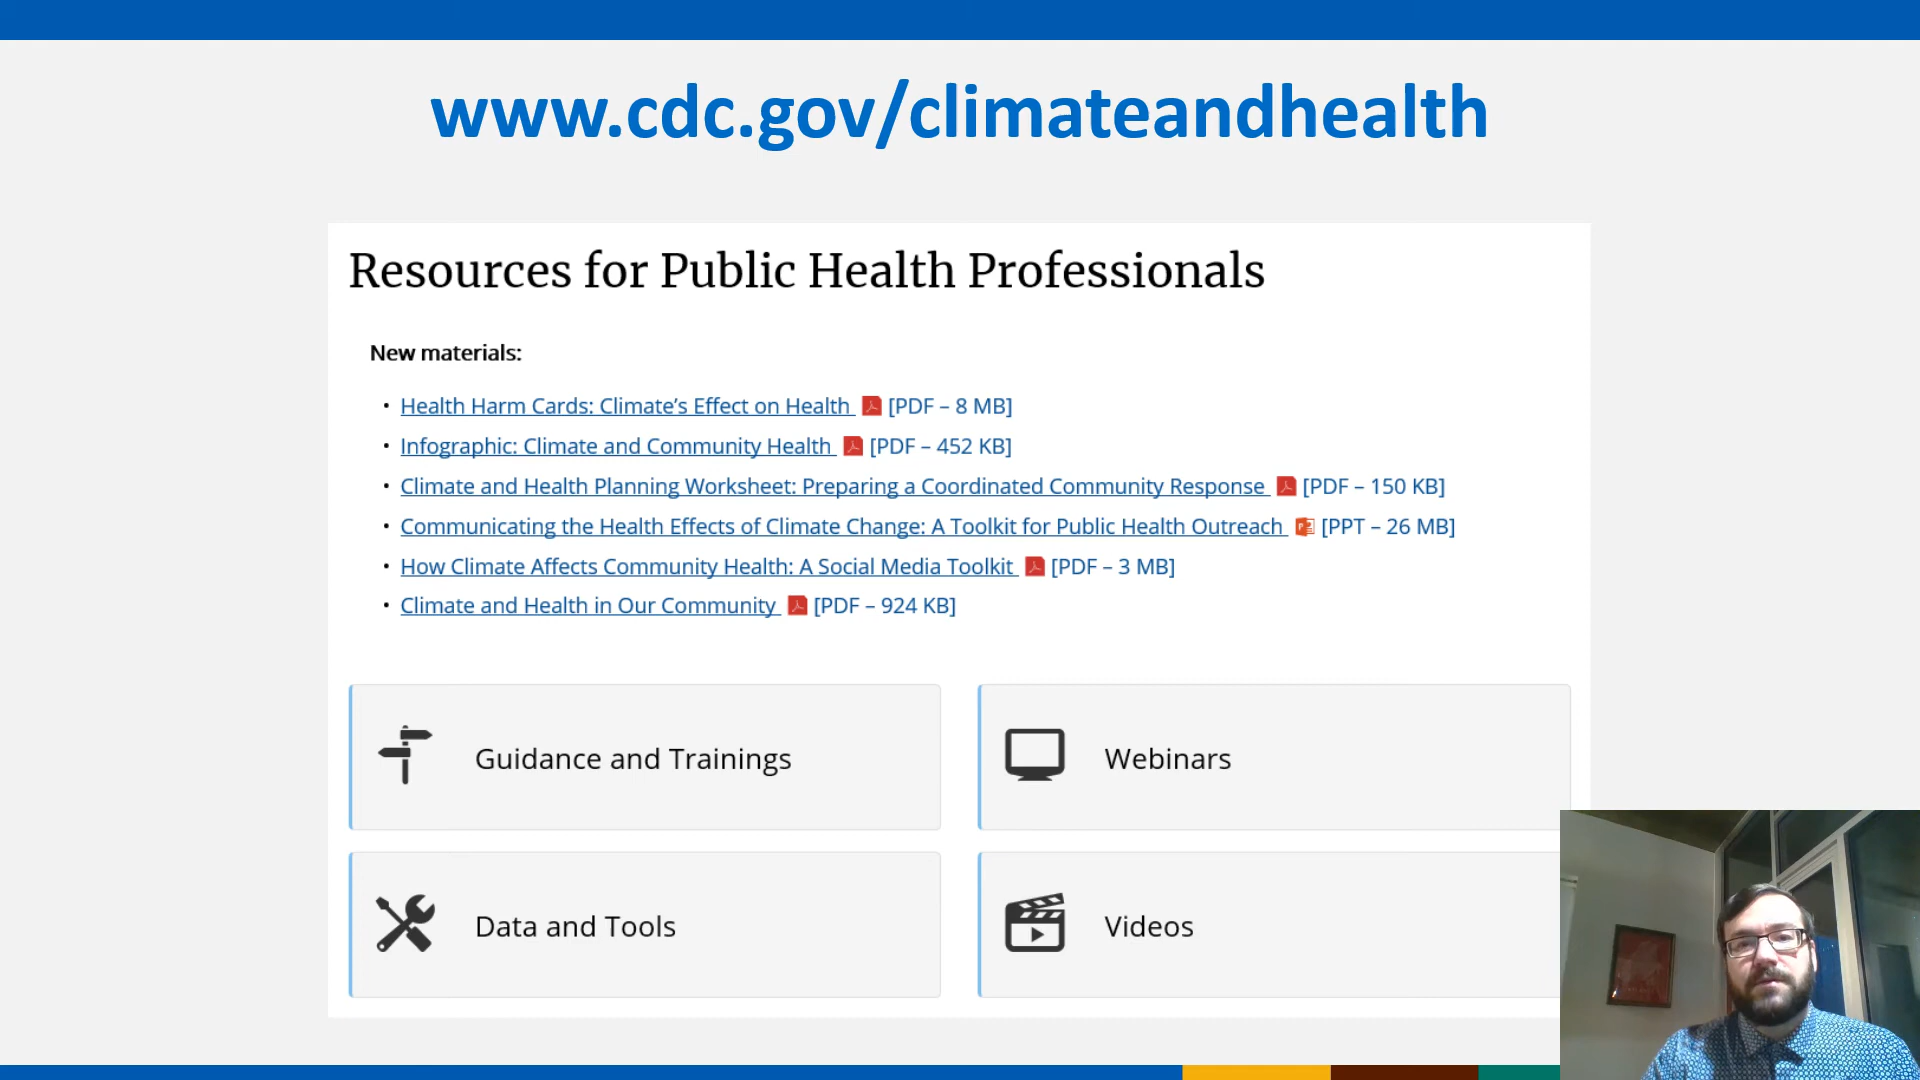 www.cdc.gov/climateandhealth
Resources for Public Health Professionals
New materials:
• Health Harm Cards: Climate’s Effect on Health [PDF – 8 MB]
• Infographic: Climate and Community Health [PDF – 452 KB]
• Climate and Health Planning Worksheet: Preparing a Coordinated Community Response [PDF – 150 KB]
• Communicating the Health Effects of Climate Change: A Toolkit for Public Health Outreach [PPT – 26 MB]
• How Climate Affects Community Health: A Social Media Toolkit [PDF – 3 MB]
• Climate and Health in Our Community [PDF – 924 KB]
Guidance and Trainings
Webinars
Data and Tools
Videos